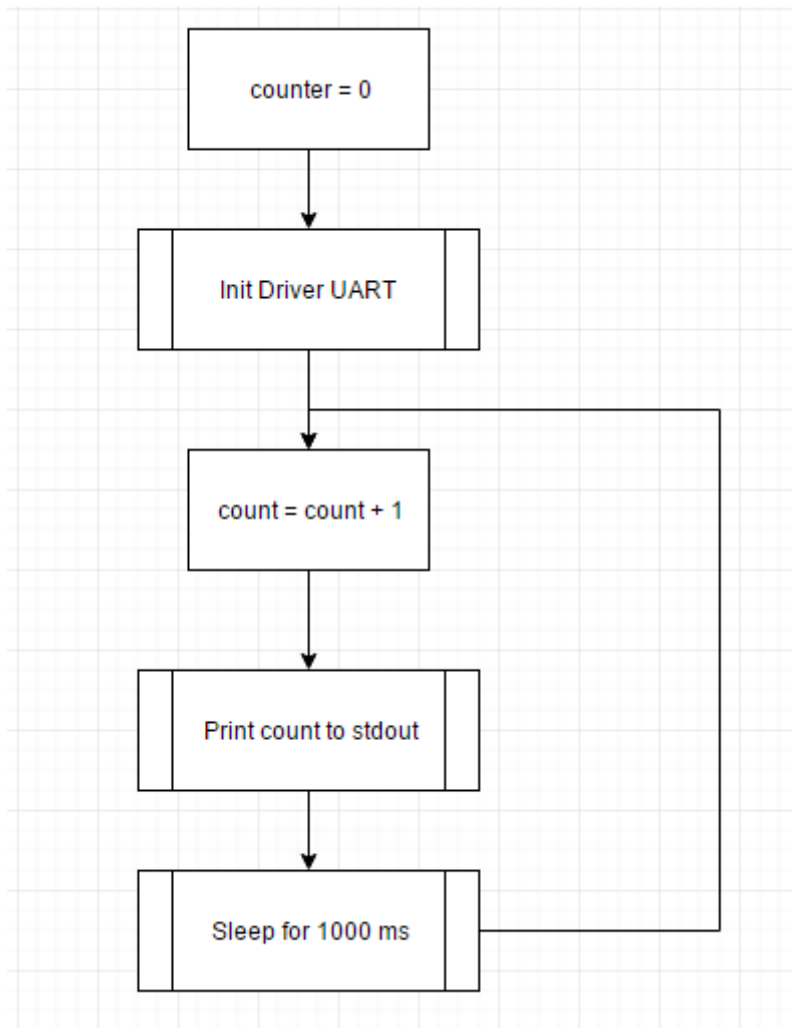 counter = 0
Init Driver UART
count = count + 1
Print count to stdout
Sleep for 1000 ms